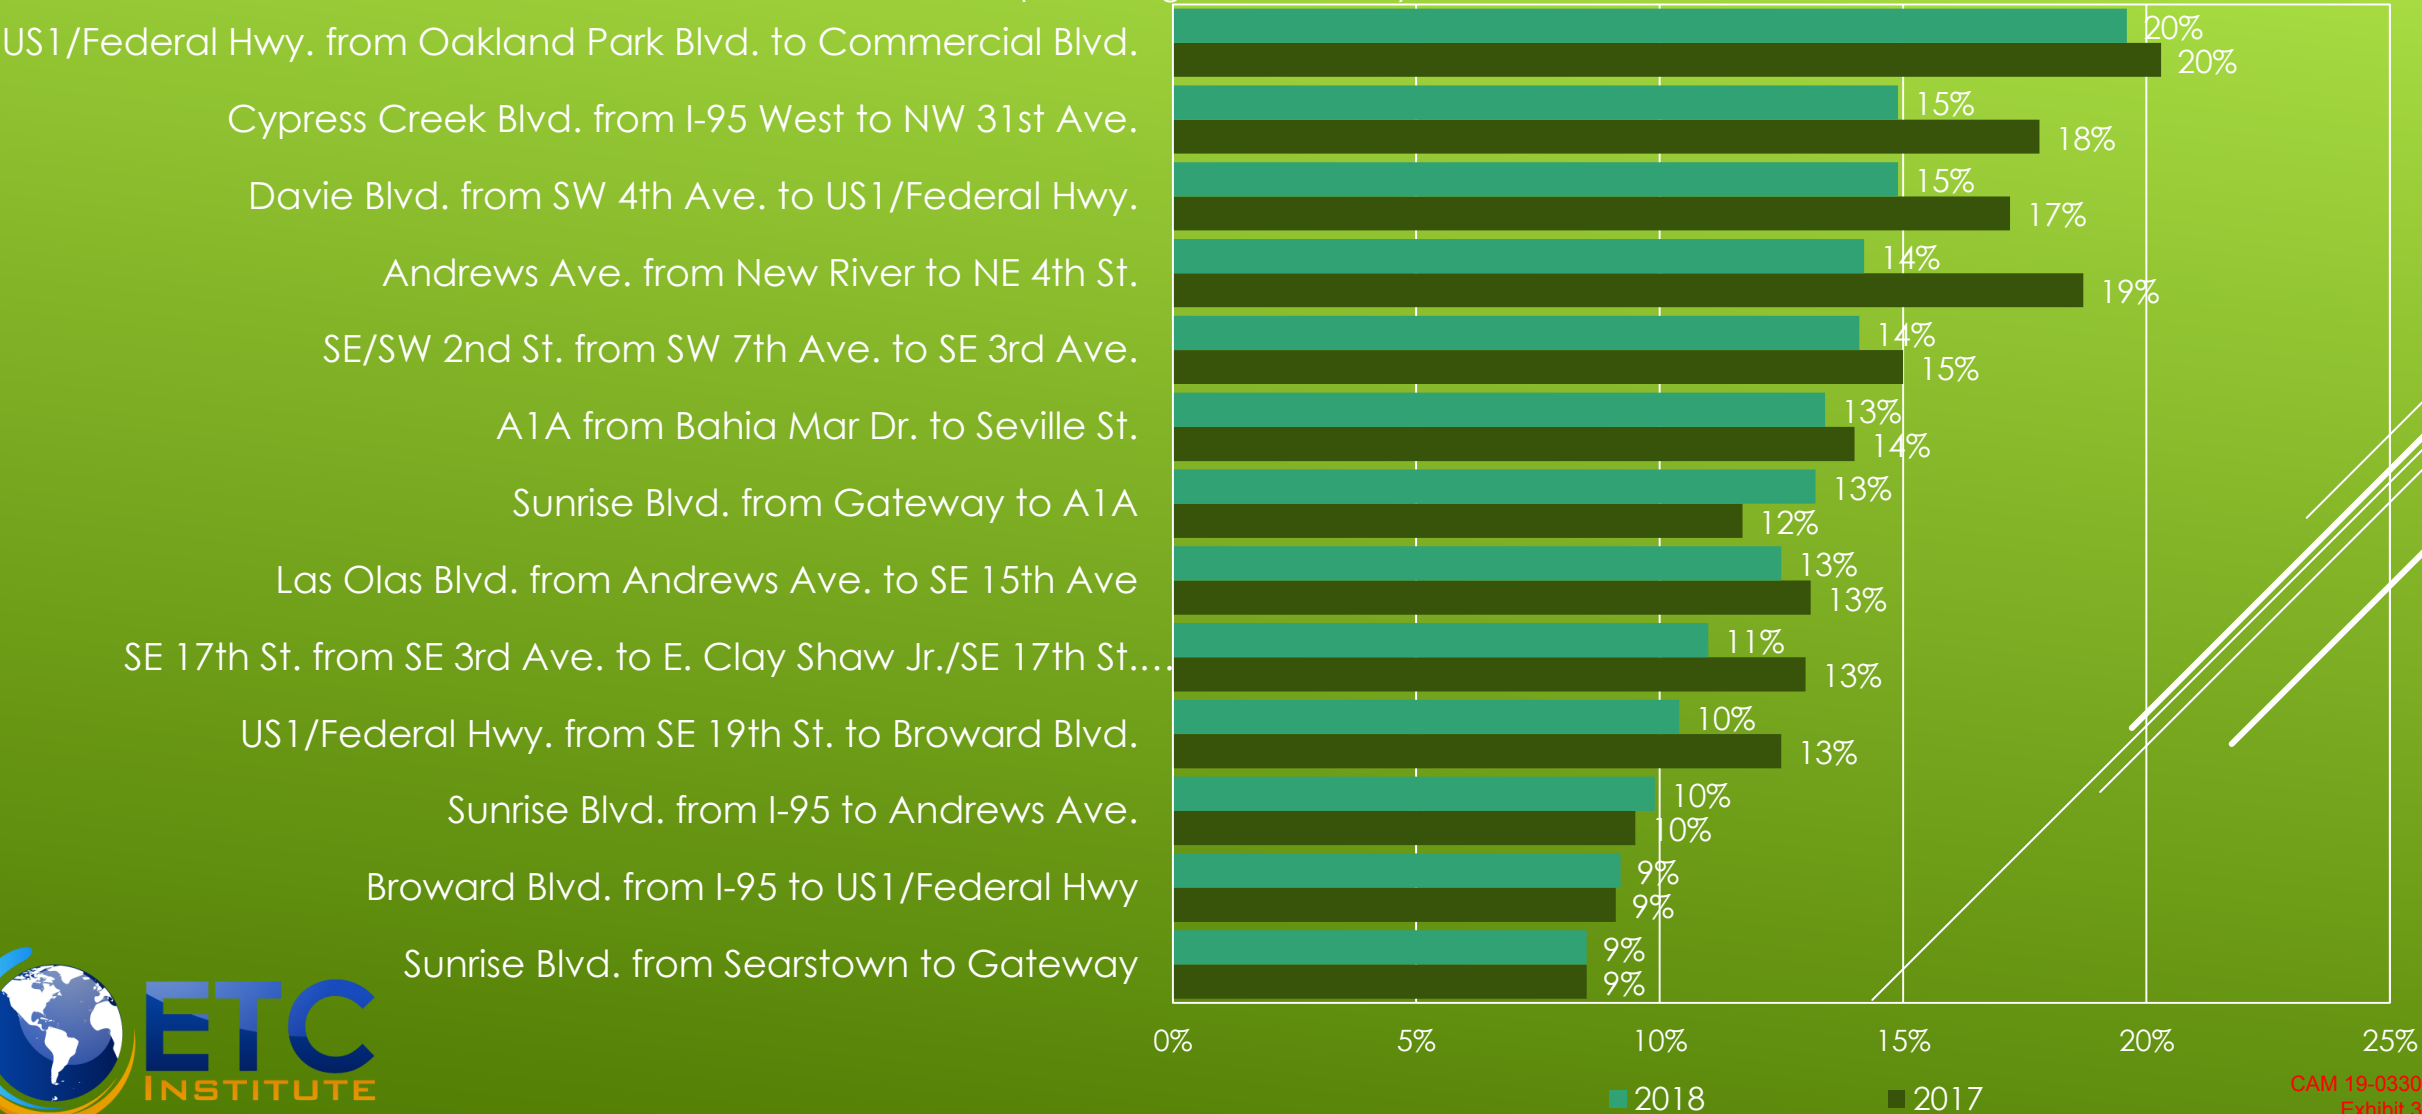 US1/Federal Hwy. from Oakland Park Blvd. to Commercial Blvd.
20%
20%
Cypress Creek Blvd. from I-95 West to NW 31st Ave.
15%
18%
Davie Blvd. from SW 4th Ave. to US1/Federal Hwy.
15%
17%
Andrews Ave. from New River to NE 4th St.
14%
19%
SE/SW 2nd St. from SW 7th Ave. to SE 3rd Ave.
14%
15%
A1A from Bahia Mar Dr. to Seville St.
13%
14%
Sunrise Blvd. from Gateway to A1A
13%
12%
Las Olas Blvd. from Andrews Ave. to SE 15th Ave
13%
13%
SE 17th St. from SE 3rd Ave. to E. Clay Shaw Jr./SE 17th St.…
11%
13%
US1/Federal Hwy. from SE 19th St. to Broward Blvd.
10%
13%
Sunrise Blvd. from I-95 to Andrews Ave.
10%
10%
Broward Blvd. from I-95 to US1/Federal Hwy
9%
9%
Sunrise Blvd. from Searstown to Gateway
9%
9%
0% 5% 10% 15% 20% 25%
2018 2017
ETC
INSTITUTE
CAM 19-0330
Exhibit 3